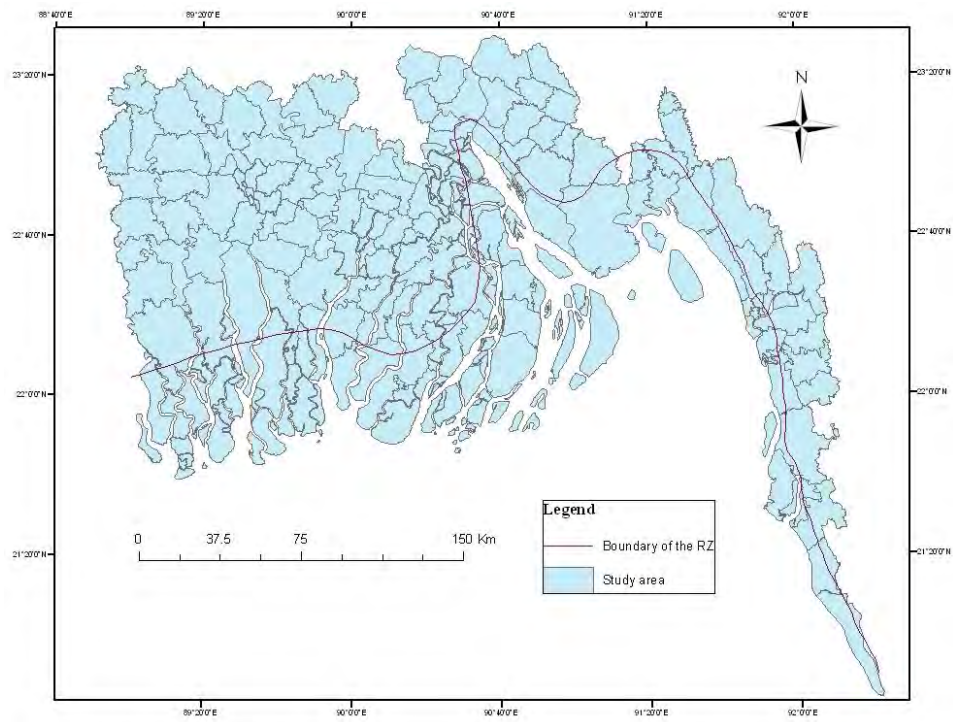 88°40'0"E 89°20'0"E 90°0'0"E 90°40'0"E 91°20'0"E 92°0'0"E
23°20'0"N 23°20'0"N
N
22°40'0"N 22°40'0"N
22°0'0"N 22°0'0"N
Legend
0 37.5 75 150 Km
Boundary of the RZ
21°20'0"N 21°20'0"N
Study area
89°20'0"E 90°0'0"E 90°40'0"E 91°20'0"E 92°0'0"E